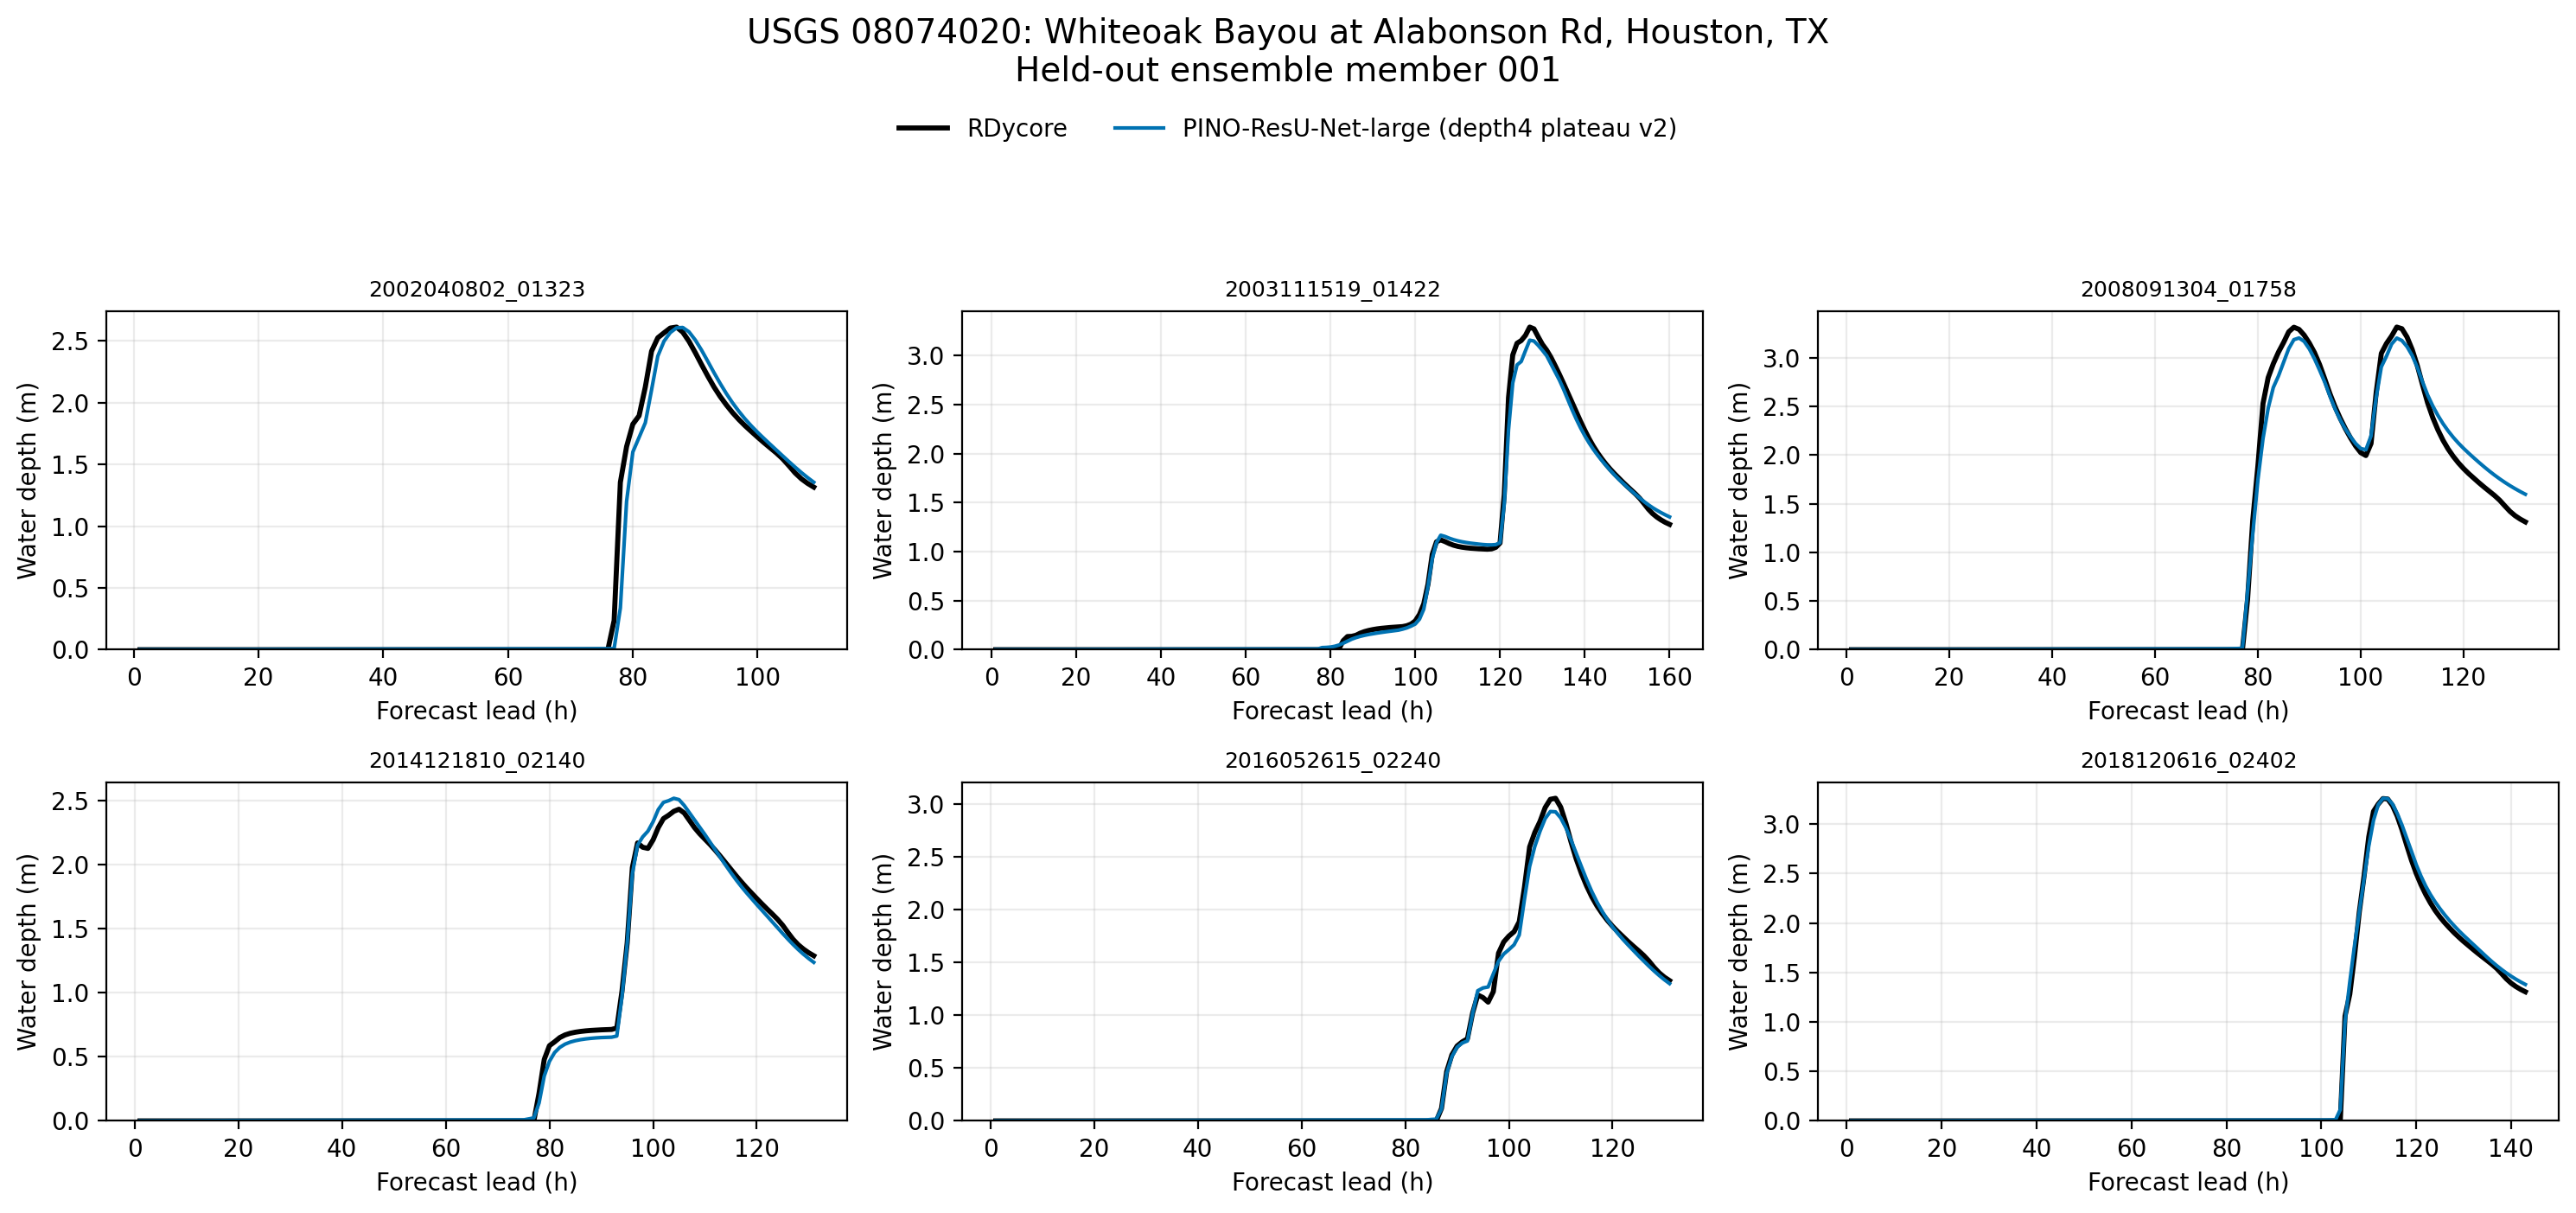 USGS 08074020: Whiteoak Bayou at Alabonson Rd, Houston, TX
Held-out ensemble member 001
RDycore
PINO-ResU-Net-large (depth4 plateau v2)
2002040802_01323
Water depth (m)
2.5
2.0
1.5
1.0
0.5
0.0
0 20 40 60 80 100
Forecast lead (h)
2003111519_01422
Water depth (m)
3.0
2.5
2.0
1.5
1.0
0.5
0.0
0 20 40 60 80 100 120 140 160
Forecast lead (h)
2008091304_01758
Water depth (m)
3.0
2.5
2.0
1.5
1.0
0.5
0.0
0 20 40 60 80 100 120
Forecast lead (h)
2014121810_02140
Water depth (m)
2.5
2.0
1.5
1.0
0.5
0.0
0 20 40 60 80 100 120
Forecast lead (h)
2016052615_02240
Water depth (m)
3.0
2.5
2.0
1.5
1.0
0.5
0.0
0 20 40 60 80 100 120
Forecast lead (h)
2018120616_02402
Water depth (m)
3.0
2.5
2.0
1.5
1.0
0.5
0.0
0 20 40 60 80 100 120 140
Forecast lead (h)